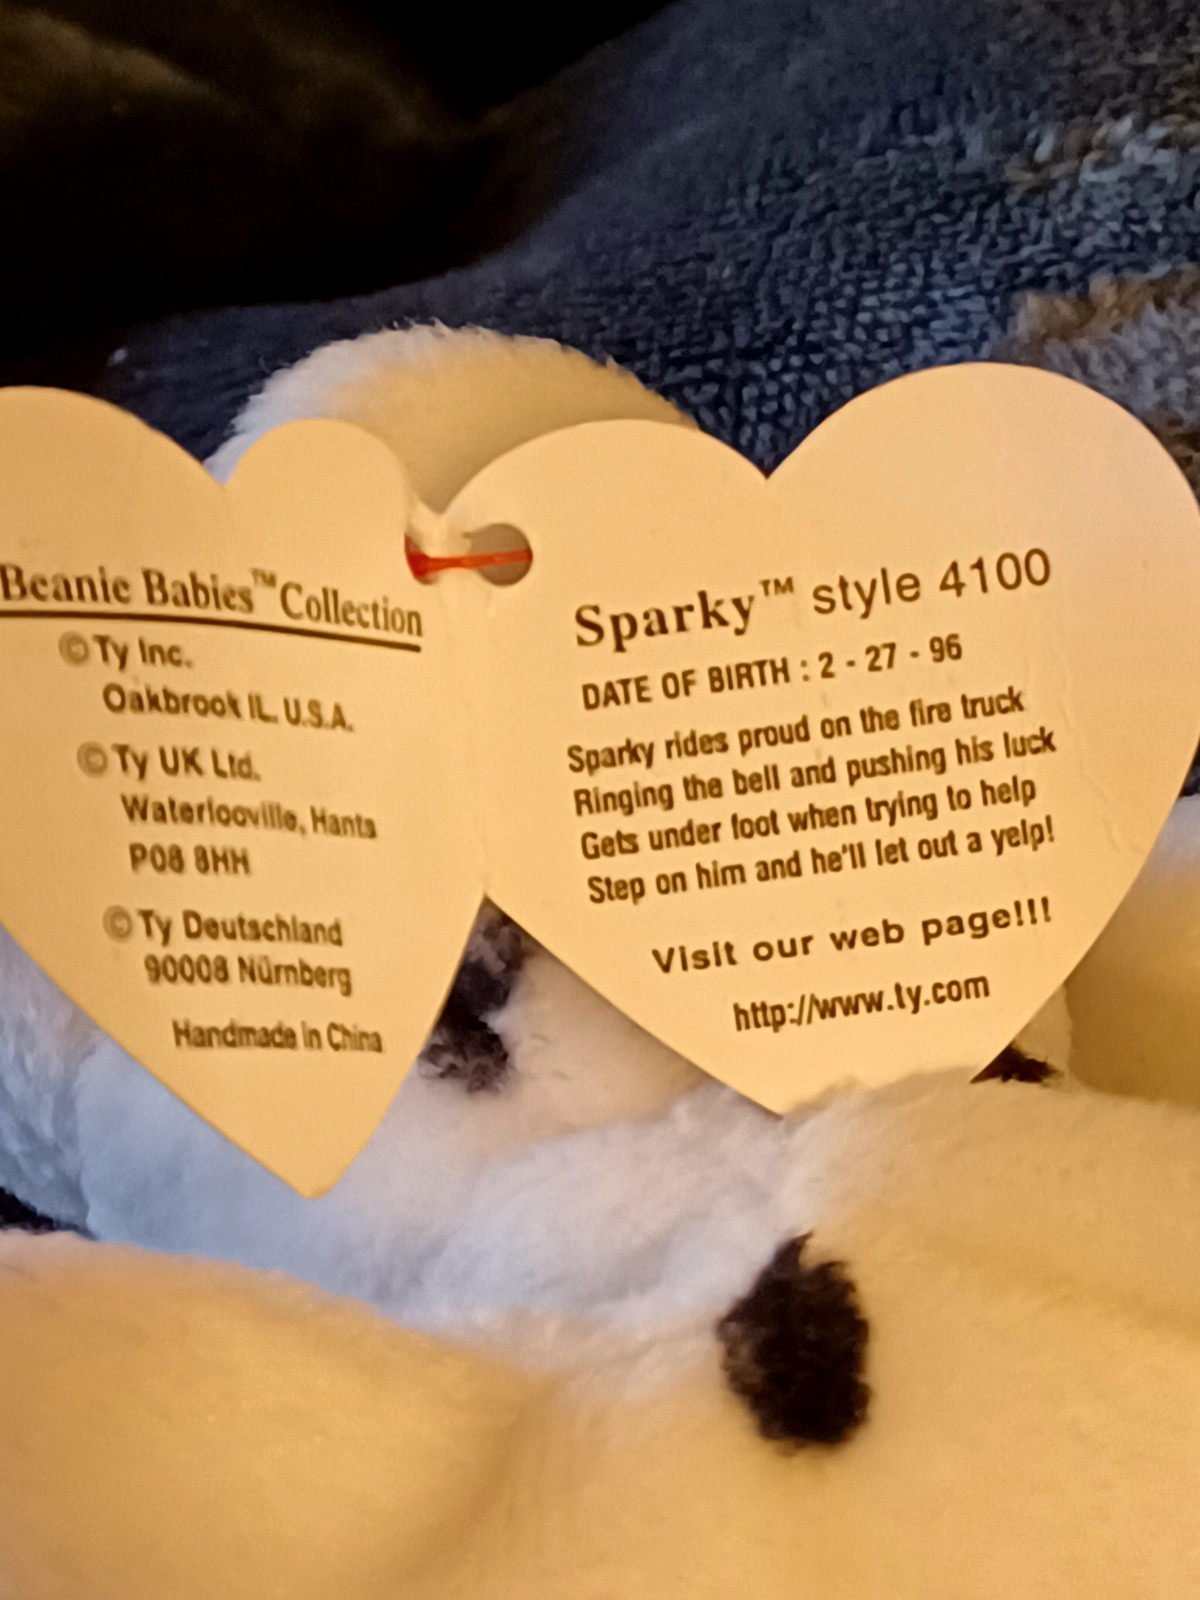 Beanie Babies™ Collection
© Ty Inc.
Oakbrook IL. U.S.A.
© Ty UK Ltd.
Waterlooville, Hants
PO8 8HH
© Ty Deutschland
90008 Nürnberg
Handmade in China
Sparky™ style 4100
DATE OF BIRTH : 2 - 27 - 96
Sparky rides proud on the fire truck
Ringing the bell and pushing his luck
Gets under foot when trying to help
Step on him and he'll let out a yelp!
Visit our web page!!!
http://www.ty.com